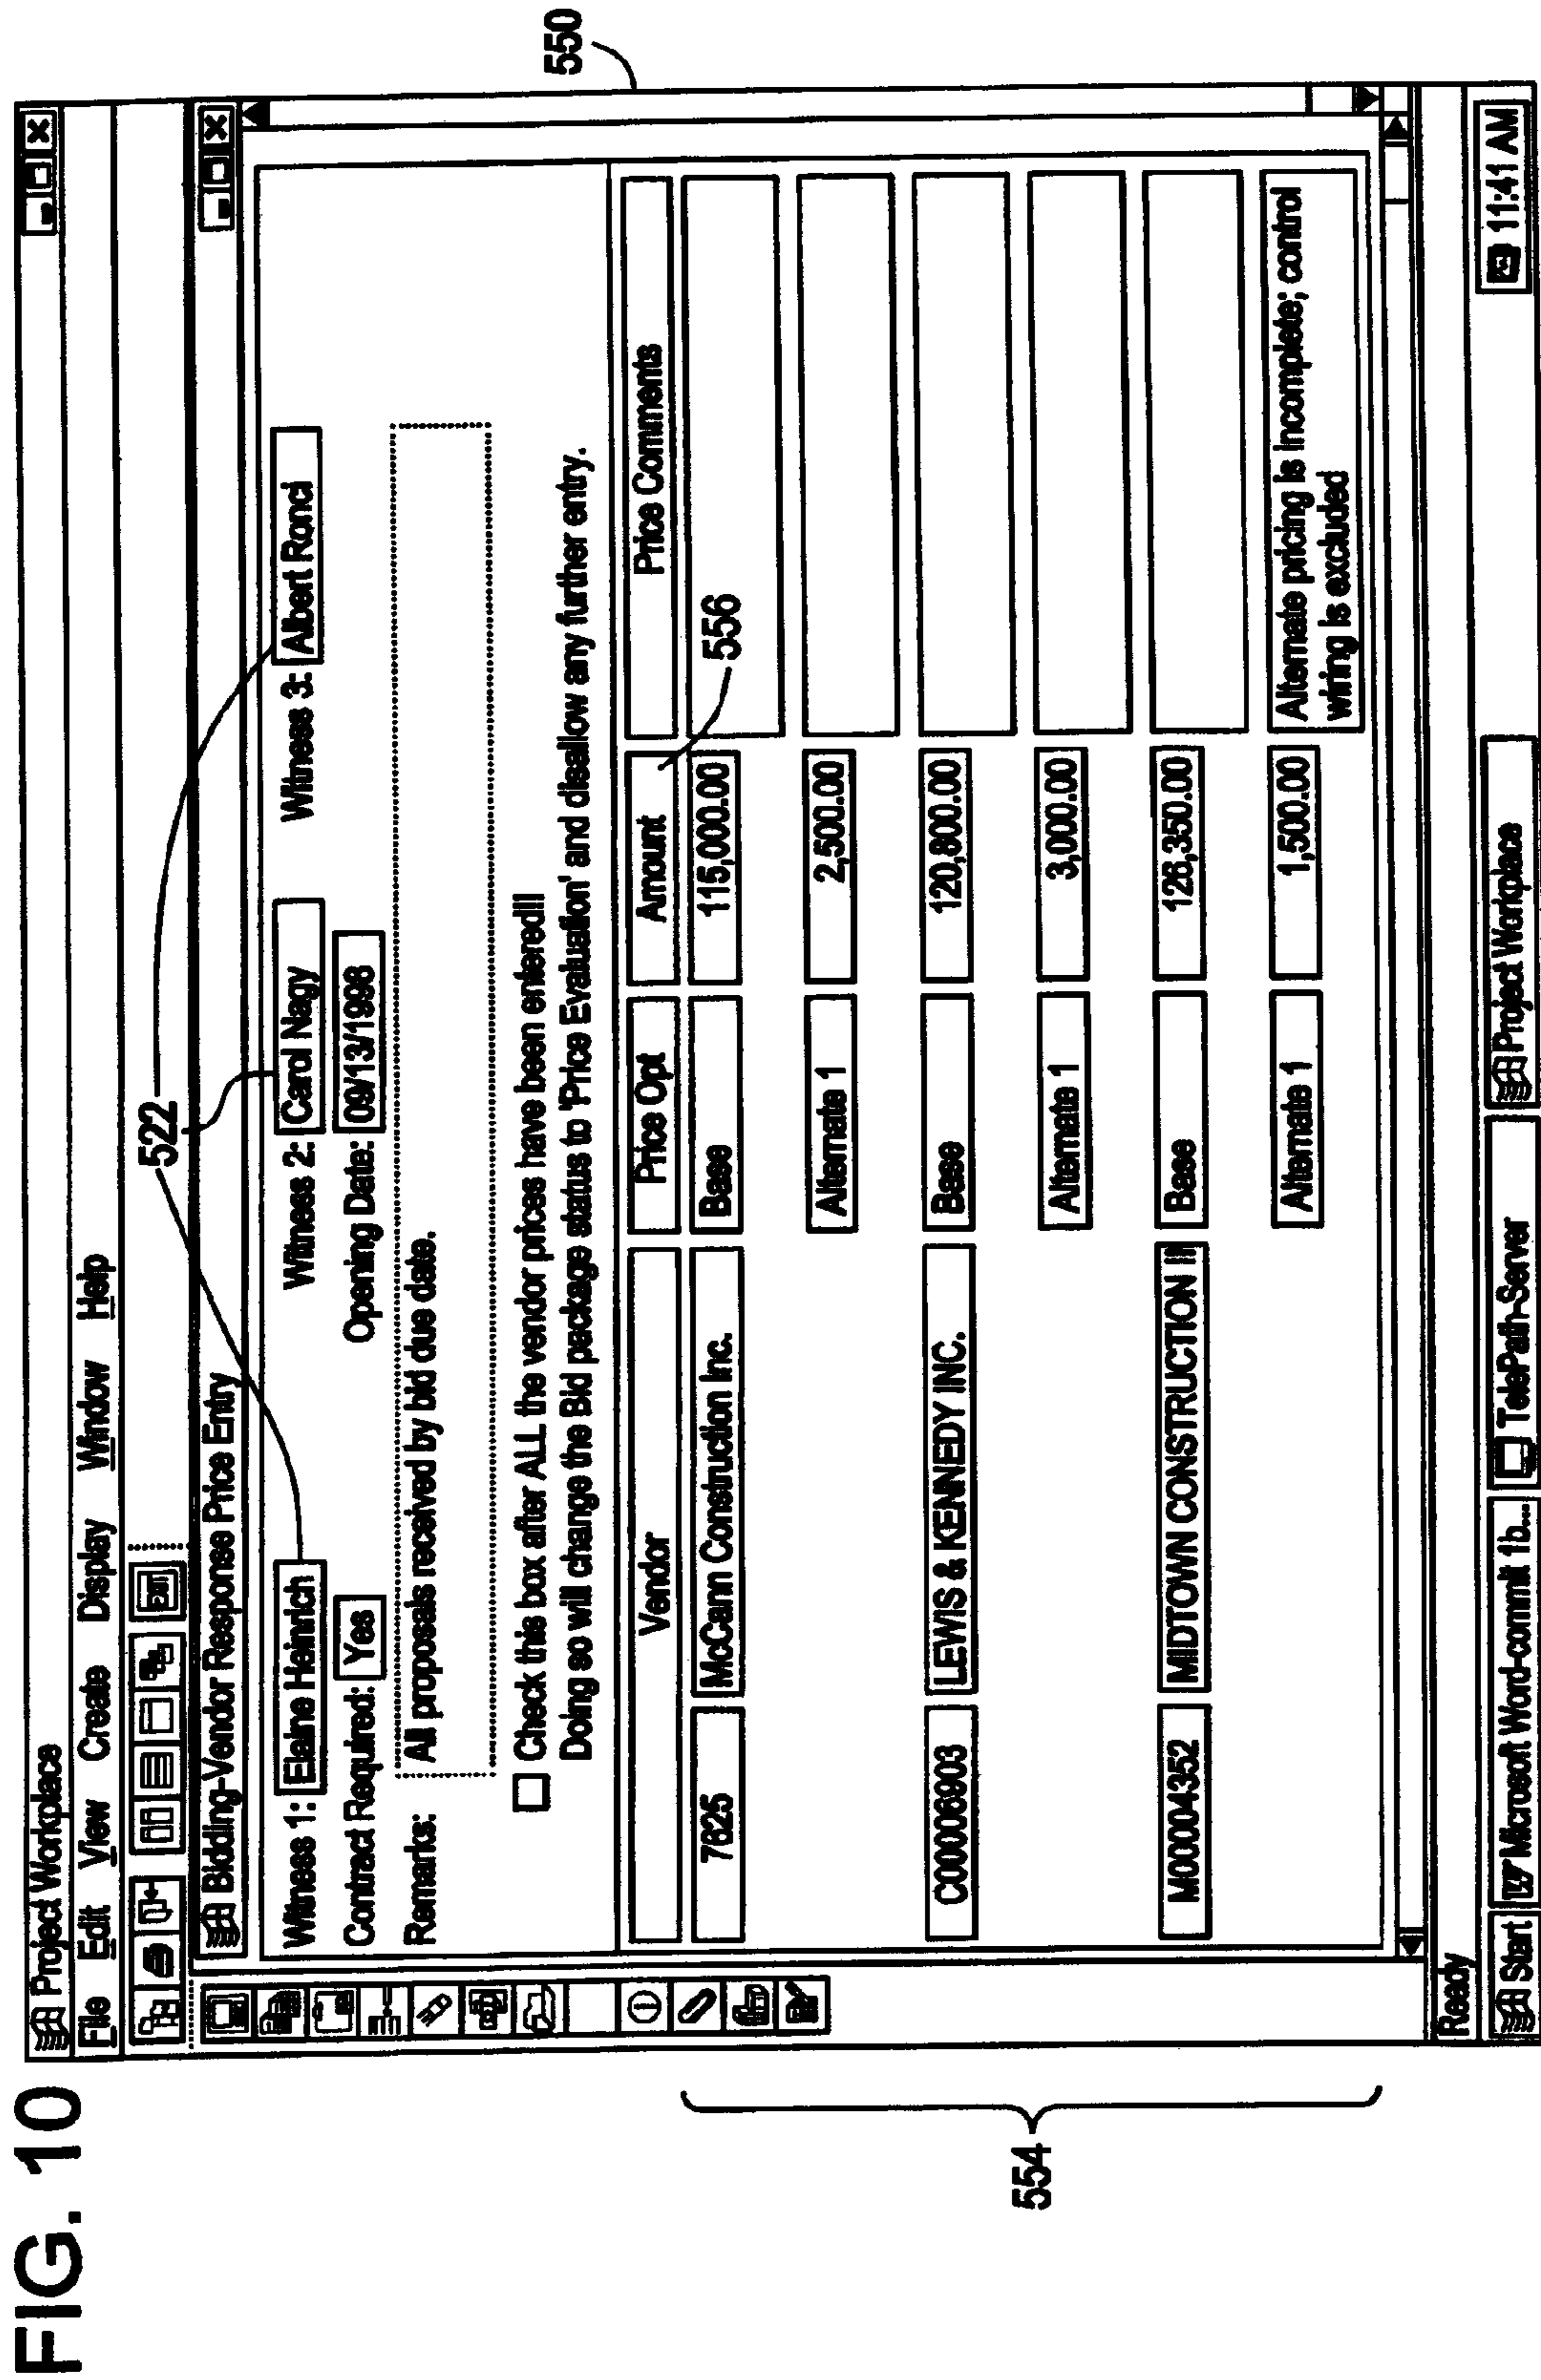 FIG. 10
Project Workplace
File Edit View Create Display Window Help
522
Bidding-Vendor Response Price Entry
550
Witness 1: Elaine Heinrich Witness 2: Carol Nagy Witness 3: Albert Ronci
Contract Required: Yes Opening Date: 09/13/1998
Remarks: All proposals received by bid due date.
Check this box after ALL the vendor prices have been entered!!
Doing so will change the Bid package status to 'Price Evaluation' and disallow any further entry.
Vendor Price Opt Amount Price Comments
7625 McCann Construction Inc. Base 115,000.00
556
Alternate 1 2,500.00
C00006903 LEWIS & KENNEDY INC. Base 120,800.00
554
Alternate 1 3,000.00
M00004352 MIDTOWN CONSTRUCTION Base 126,350.00
Alternate 1 1,500.00 Alternate pricing is incomplete; control
wiring is excluded
Ready
Start Microsoft Word-commit 1b... TelePath-Server Project Workplace 11:41 AM